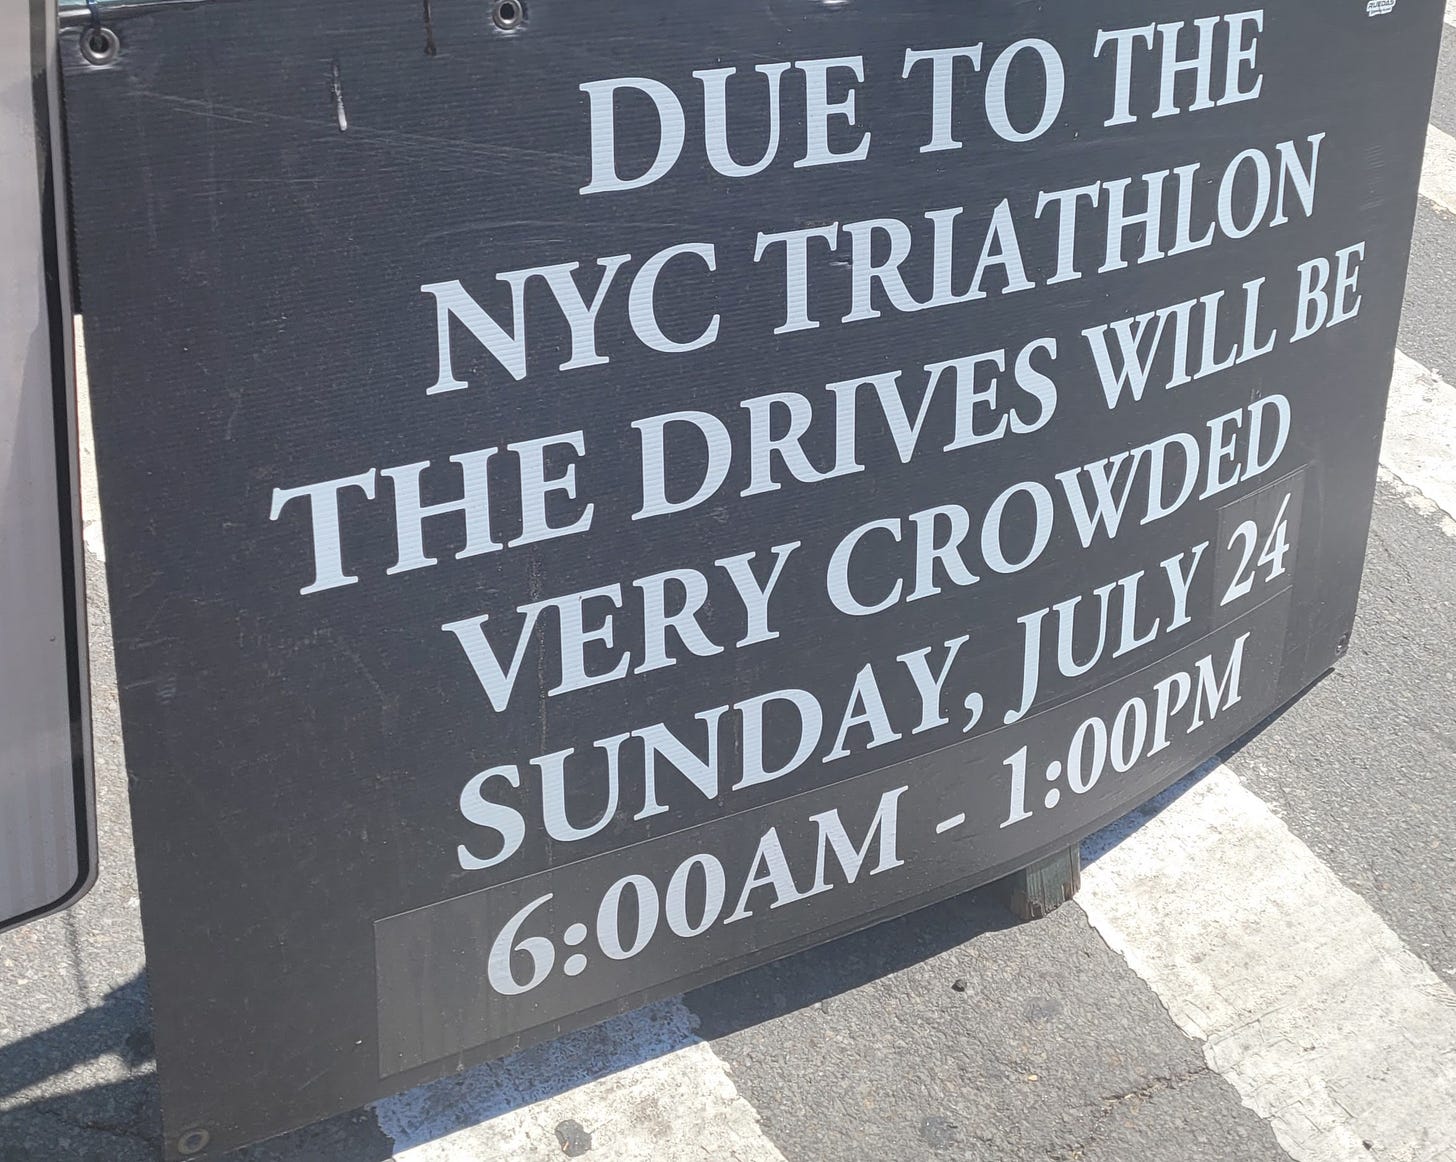 DUE TO THE
NYC TRIATHLON
THE DRIVES WILL BE
VERY CROWDED
SUNDAY, JULY 24
6:00AM - 1:00PM